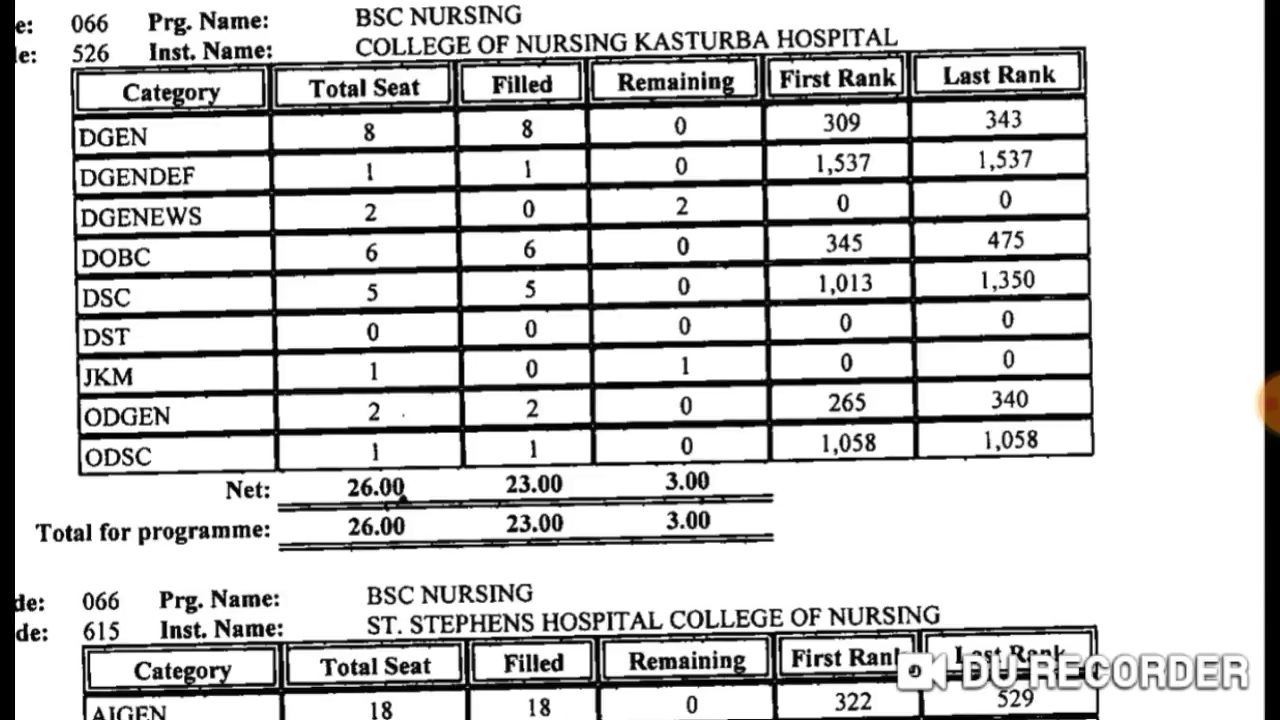 e: 066 Prg. Name: BSC NURSING
le: 526 Inst. Name: COLLEGE OF NURSING KASTURBA HOSPITAL
Category Total Seat Filled Remaining First Rank Last Rank
DGEN 8 8 0 309 343
DGENDEF 1 1 0 1,537 1,537
DGENEWS 2 0 2 0 0
DOBC 6 6 0 345 475
DSC 5 5 0 1,013 1,350
DST 0 0 0 0 0
JKM 1 0 1 0 0
ODGEN 2 2 0 265 340
ODSC 1 1 0 1,058 1,058
Net: 26.00 23.00 3.00
Total for programme: 26.00 23.00 3.00
de: 066 Prg. Name: BSC NURSING
de: 615 Inst. Name: ST. STEPHENS HOSPITAL COLLEGE OF NURSING
Category Total Seat Filled Remaining First Rank Last Rank
DU RECORDER
AIGEN 18 18 0 322 529